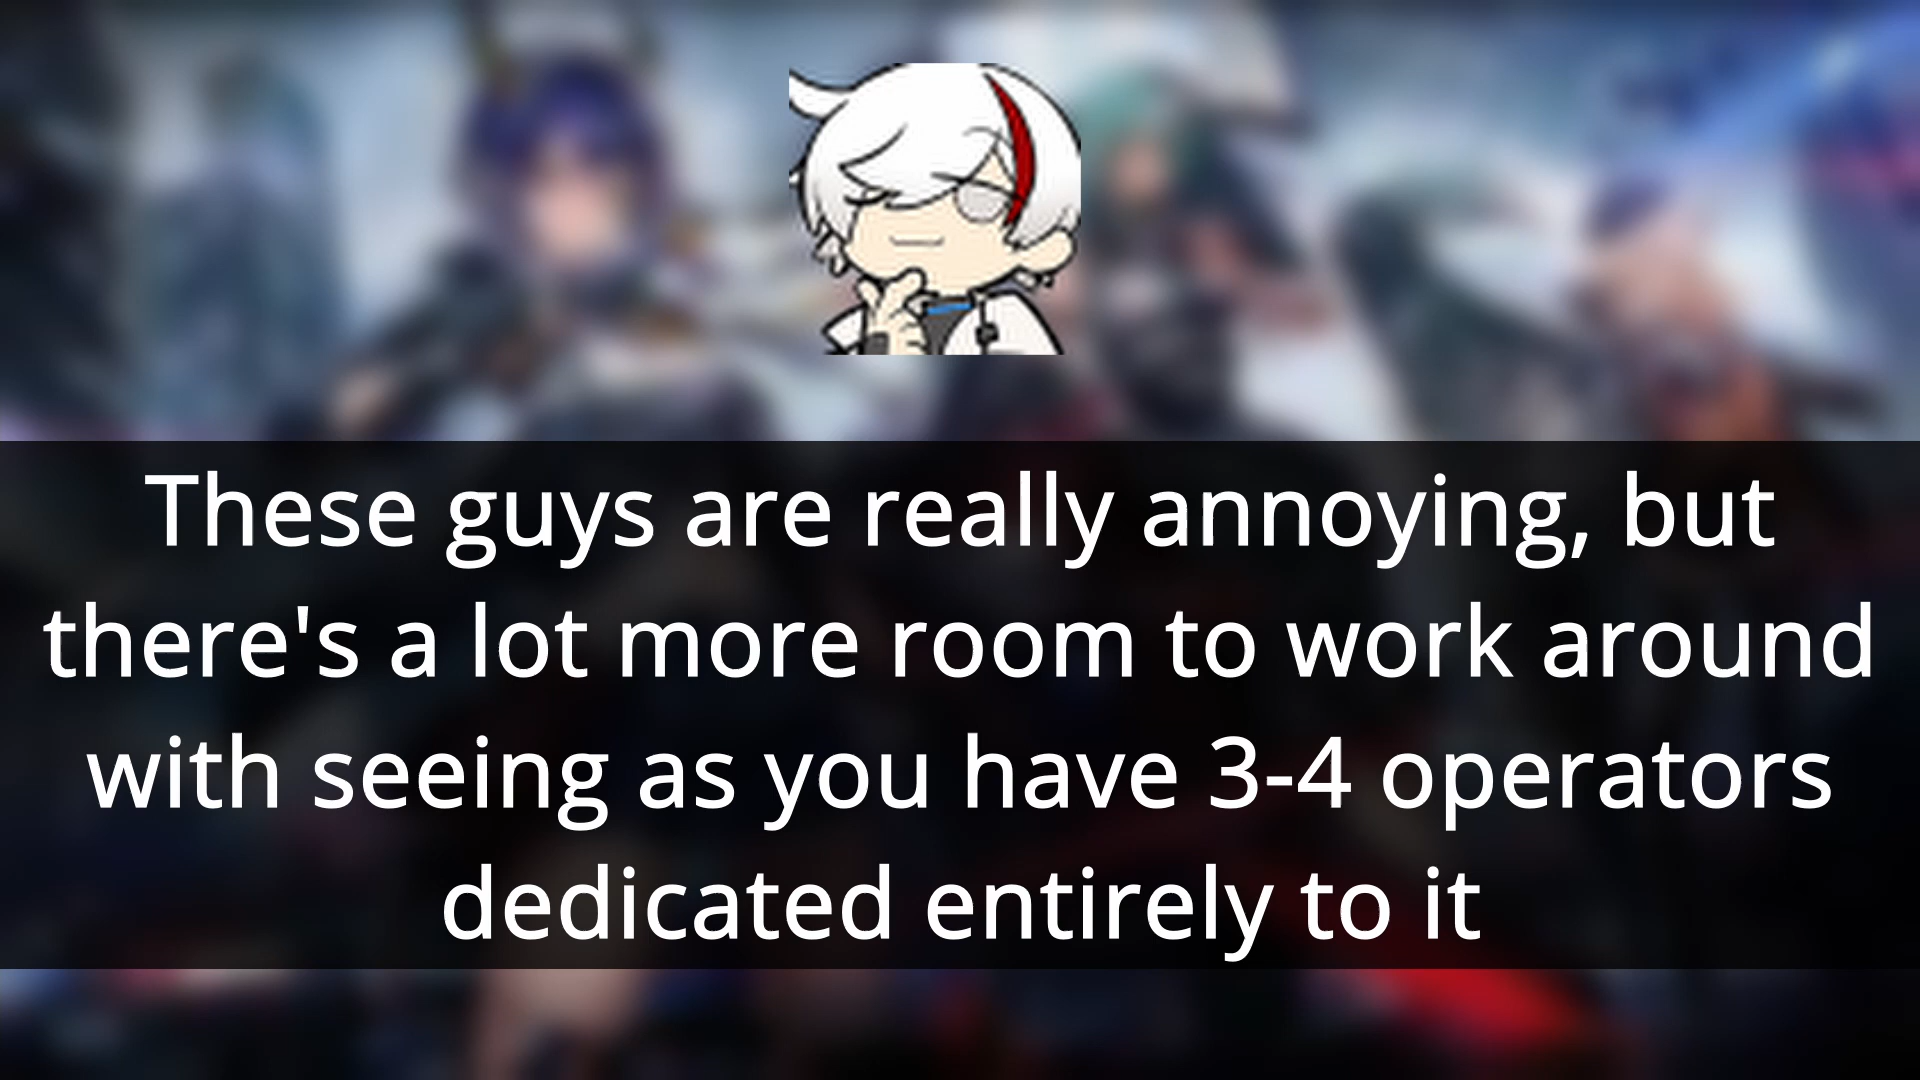 These guys are really annoying, but
there's a lot more room to work around
with seeing as you have 3-4 operators
dedicated entirely to it